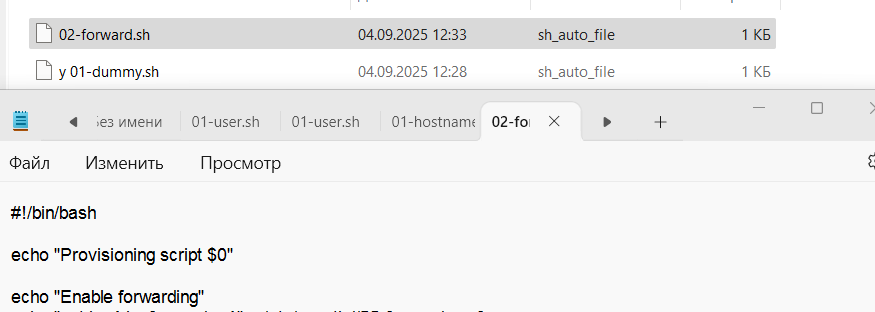 02-forward.sh 04.09.2025 12:33 sh_auto_file 1 КБ
у 01-dummy.sh 04.09.2025 12:28 sh_auto_file 1 КБ
Без имени 01-user.sh 01-user.sh 01-hostname 02-for
Файл Изменить Просмотр
#!/bin/bash
echo "Provisioning script $0"
echo "Enable forwarding"